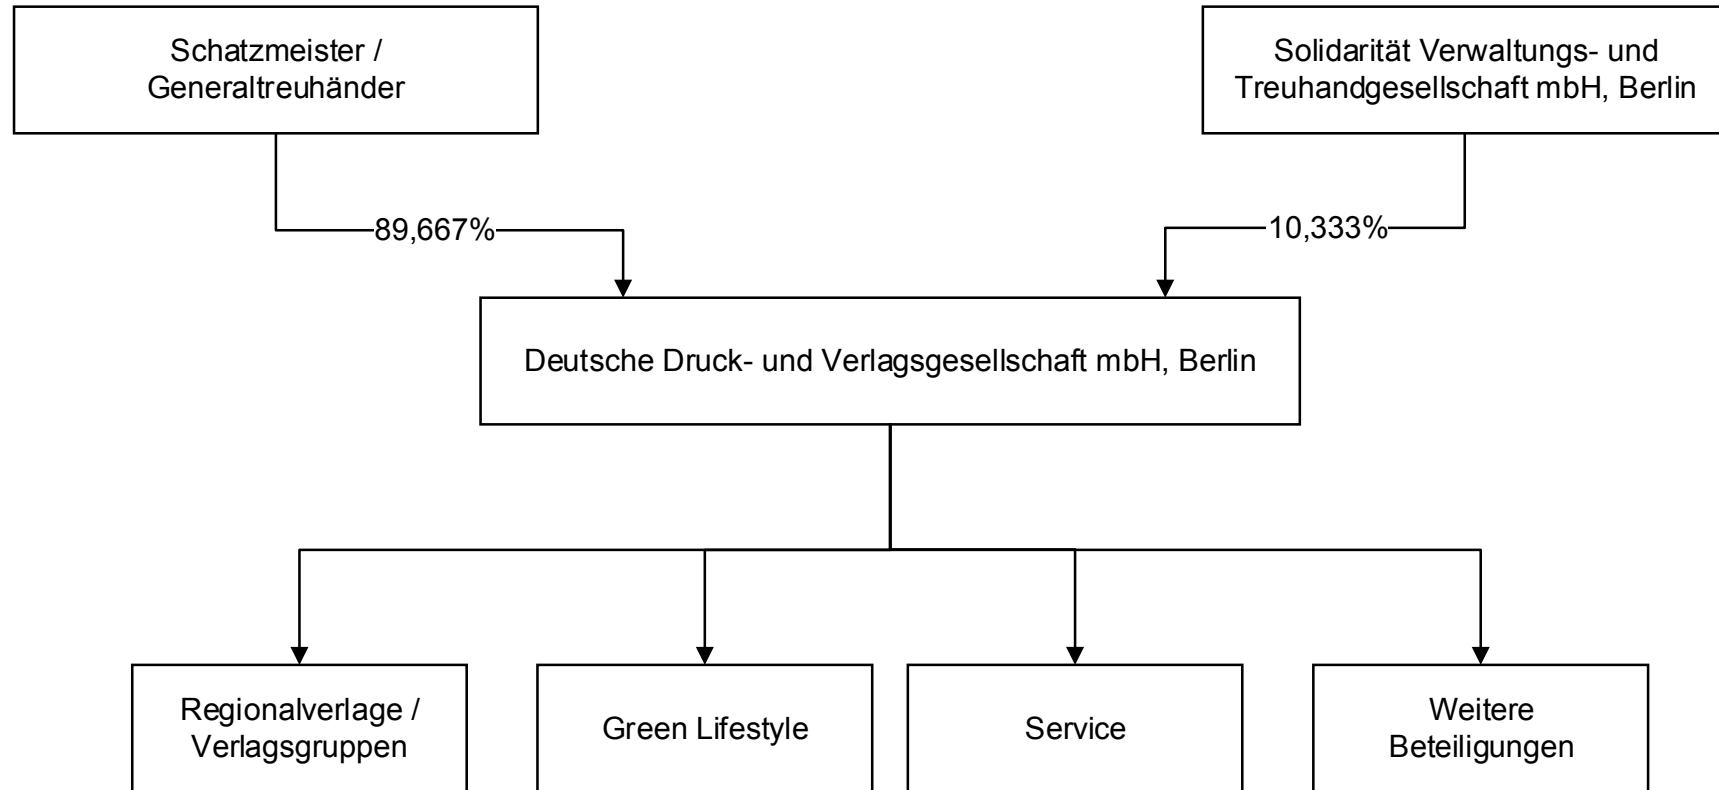 Schatzmeister /
Generaltreuhänder
Solidarität Verwaltungs- und
Treuhandgesellschaft mbH, Berlin
89,667%
10,333%
Deutsche Druck- und Verlagsgesellschaft mbH, Berlin
Regionalverlage /
Verlagsgruppen
Green Lifestyle
Service
Weitere
Beteiligungen